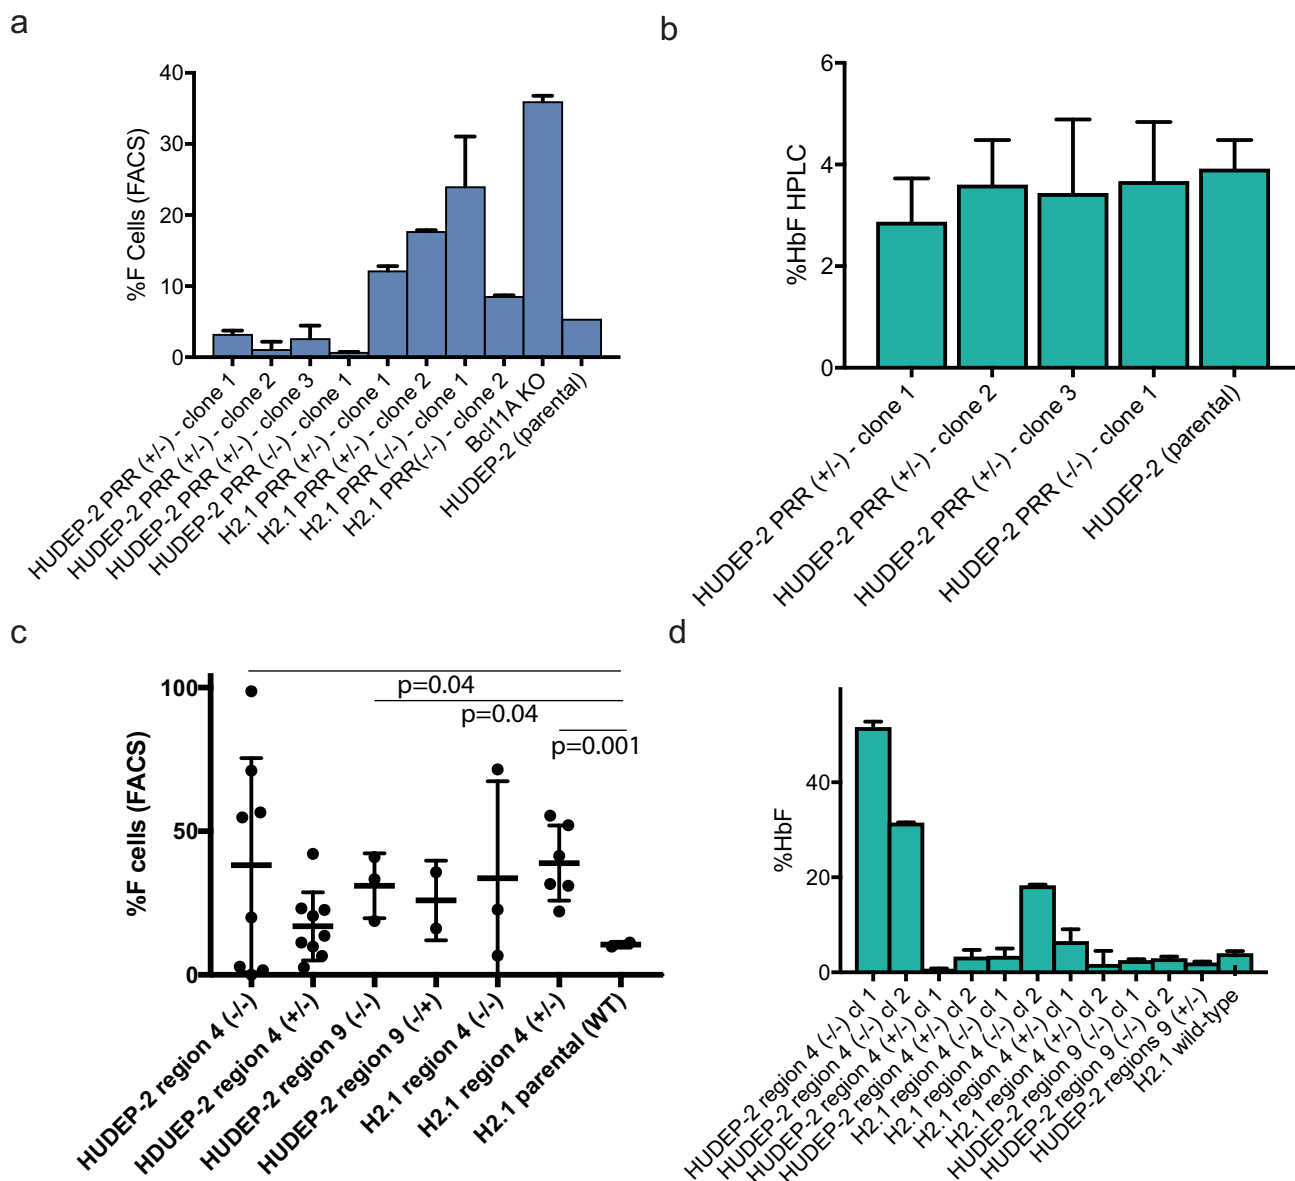 a
%F Cells (FACS)
40
30
20
10
0
HUDEP-2 PRR (+/-) - clone 1
HUDEP-2 PRR (+/-) - clone 2
HUDEP-2 PRR (+/-) - clone 3
HUDEP-2 PRR (-/-) - clone 1
H2.1 PRR (+/-) - clone 1
H2.1 PRR (+/-) - clone 2
H2.1 PRR (-/-) - clone 1
H2.1 PRR(-/-) - clone 2
Bcl11A KO
HUDEP-2 (parental)
b
%HbF HPLC
6
4
2
0
HUDEP-2 PRR (+/-) - clone 1
HUDEP-2 PRR (+/-) - clone 2
HUDEP-2 PRR (+/-) - clone 3
HUDEP-2 PRR (-/-) - clone 1
HUDEP-2 (parental)
c
%F cells (FACS)
100
50
0
p=0.04
p=0.04
p=0.001
HUDEP-2 region 4 (-/-)
HDUEP-2 region 4 (+/-)
HUDEP-2 region 9 (-/-)
HUDEP-2 region 9 (-/+)
H2.1 region 4 (-/-)
H2.1 region 4 (+/-)
H2.1 parental (WT)
d
%HbF
40
20
0
HUDEP-2 region 4 (-/-) cl 1
HUDEP-2 region 4 (-/-) cl 2
HUDEP-2 region 4 (+/-) cl 1
HUDEP-2 region 4 (+/-) cl 2
H2.1 region 4 (-/-) cl 1
H2.1 region 4 (-/-) cl 2
H2.1 region 4 (+/-) cl 1
H2.1 region 4 (+/-) cl 2
HUDEP-2 region 9 (-/-) cl 1
HUDEP-2 region 9 (-/-) cl 2
HUDEP-2 regions 9 (+/-)
H2.1 wild-type